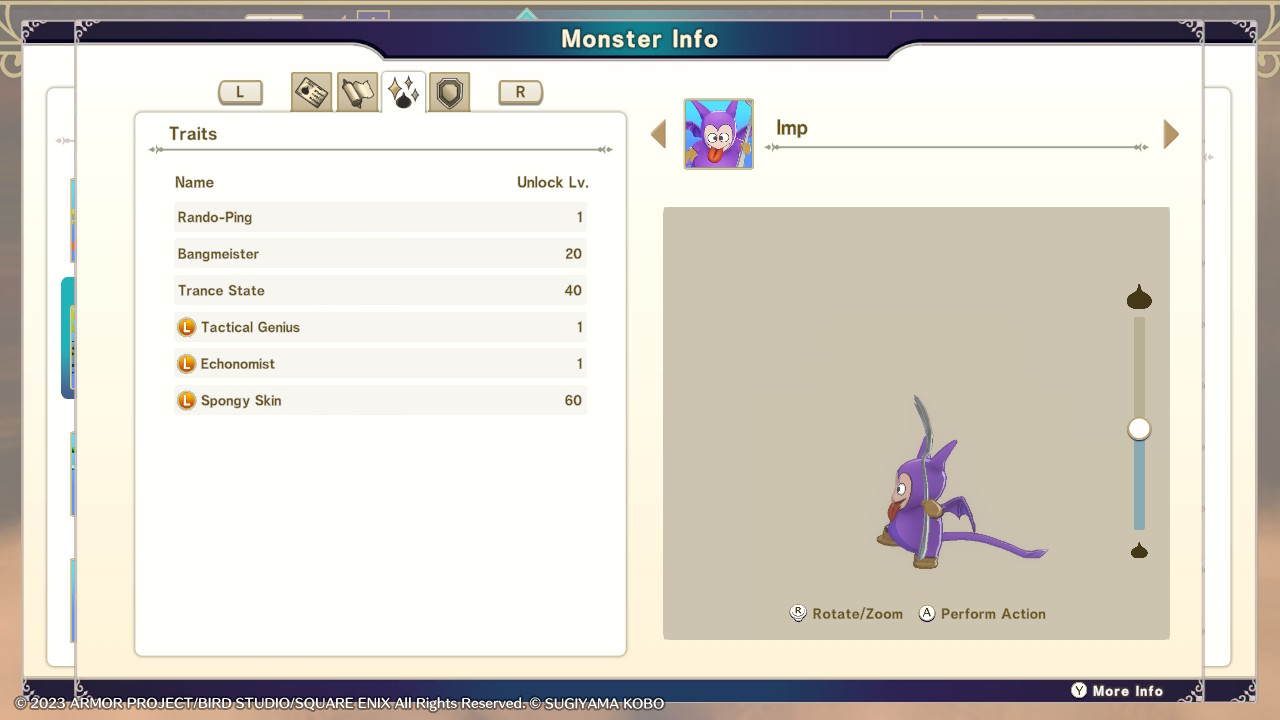 Monster Info
L
R
Traits
Name Unlock Lv.
Rando-Ping 1
Bangmeister 20
Trance State 40
L Tactical Genius 1
L Echonomist 1
L Spongy Skin 60
Imp
R Rotate/Zoom A Perform Action
Y More Info
© 2023 ARMOR PROJECT/BIRD STUDIO/SQUARE ENIX All Rights Reserved. © SUGIYAMA KOBO